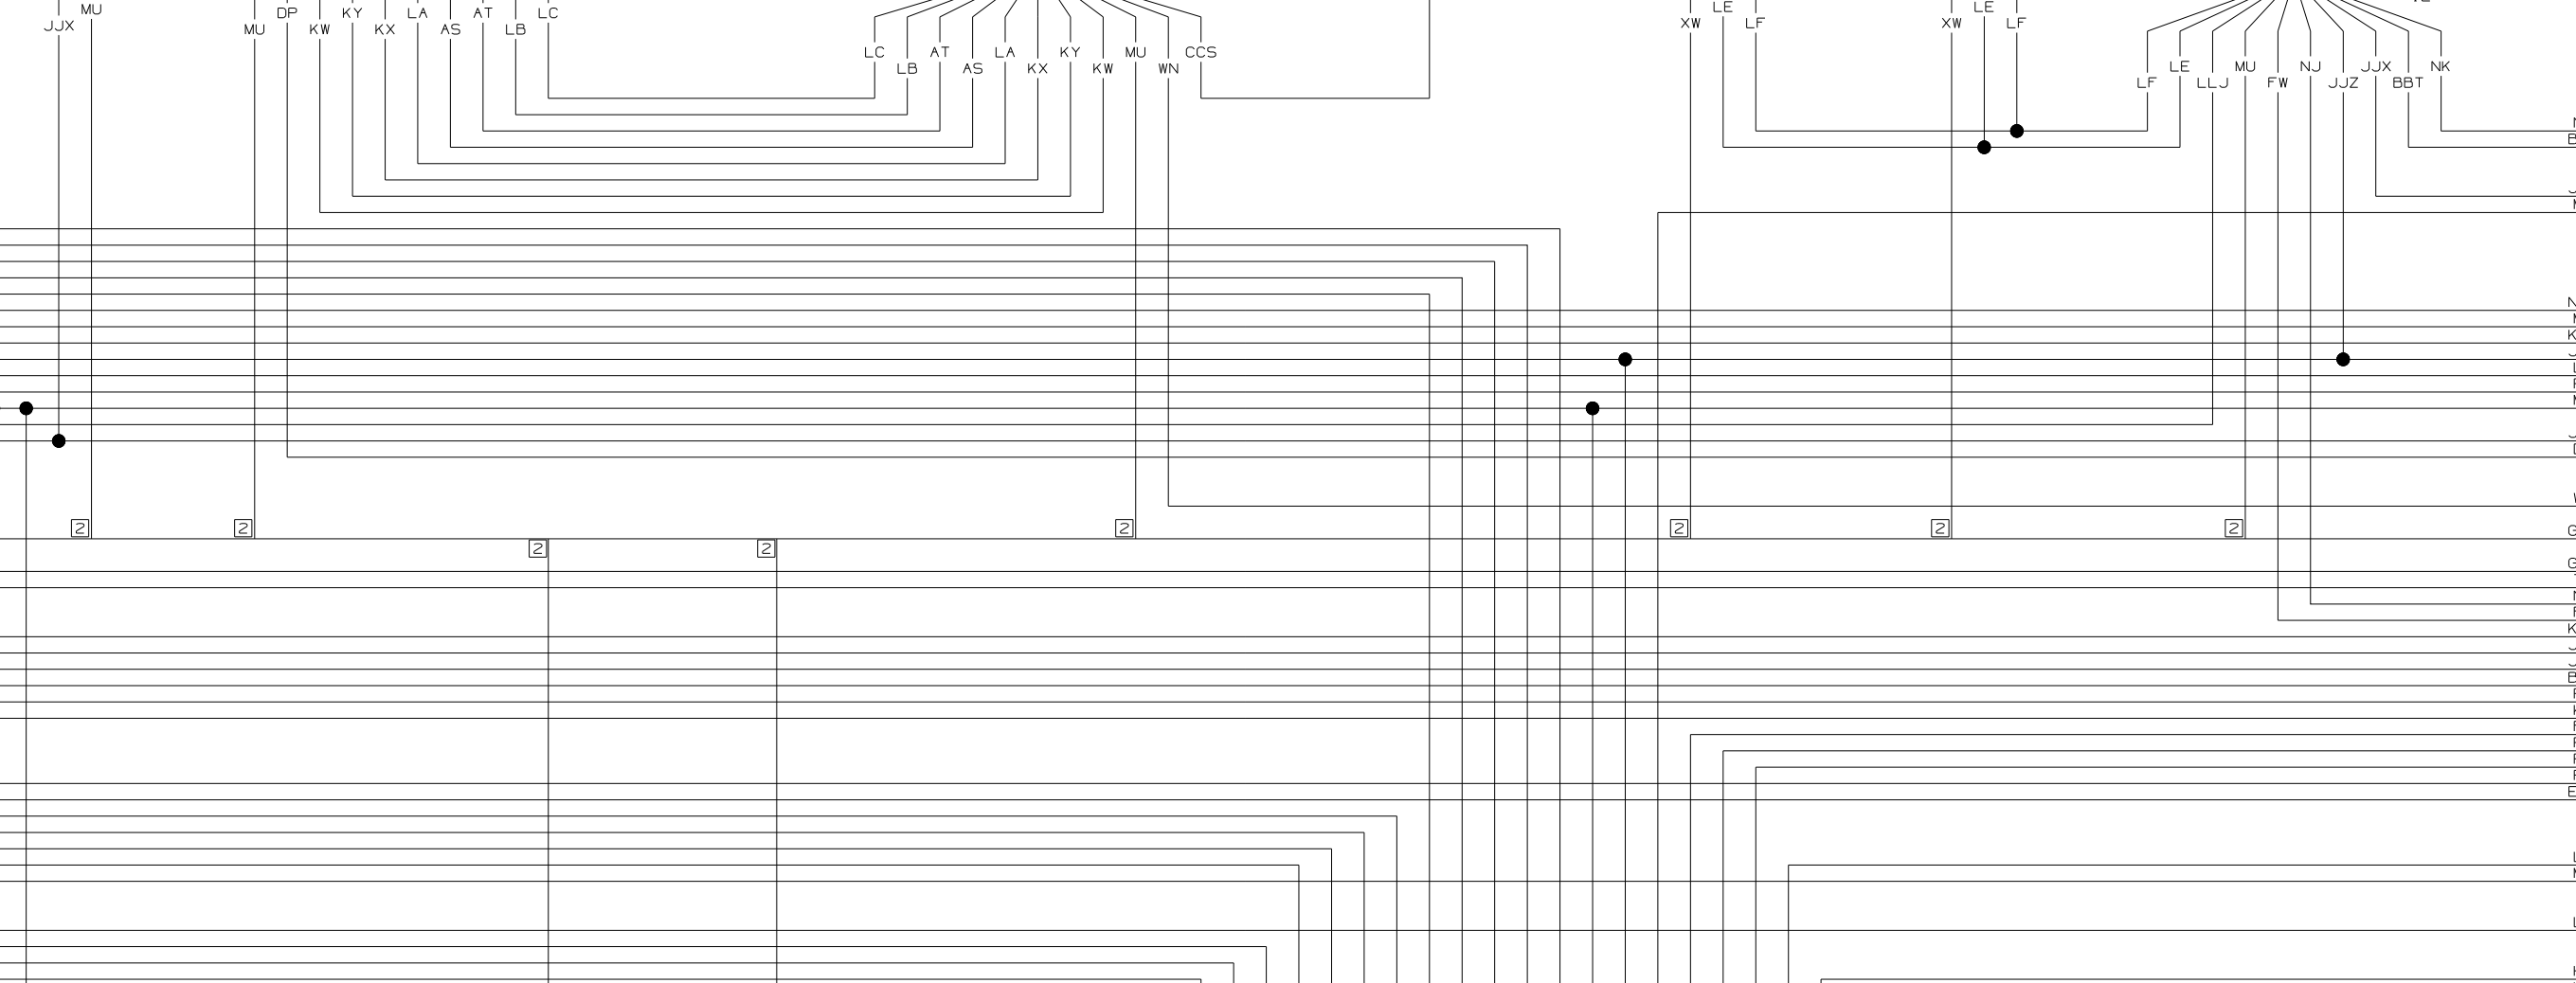 MU DP KY LA AT LC LE LE
JJX MU KW KX AS LB XW LF XW LF
LC AT LA KY MU CCS
LB AS KX KW WN
LE MU NJ JJX NK
LF LLJ FW JJZ BBT
2 2 2 2 2 2
2 2